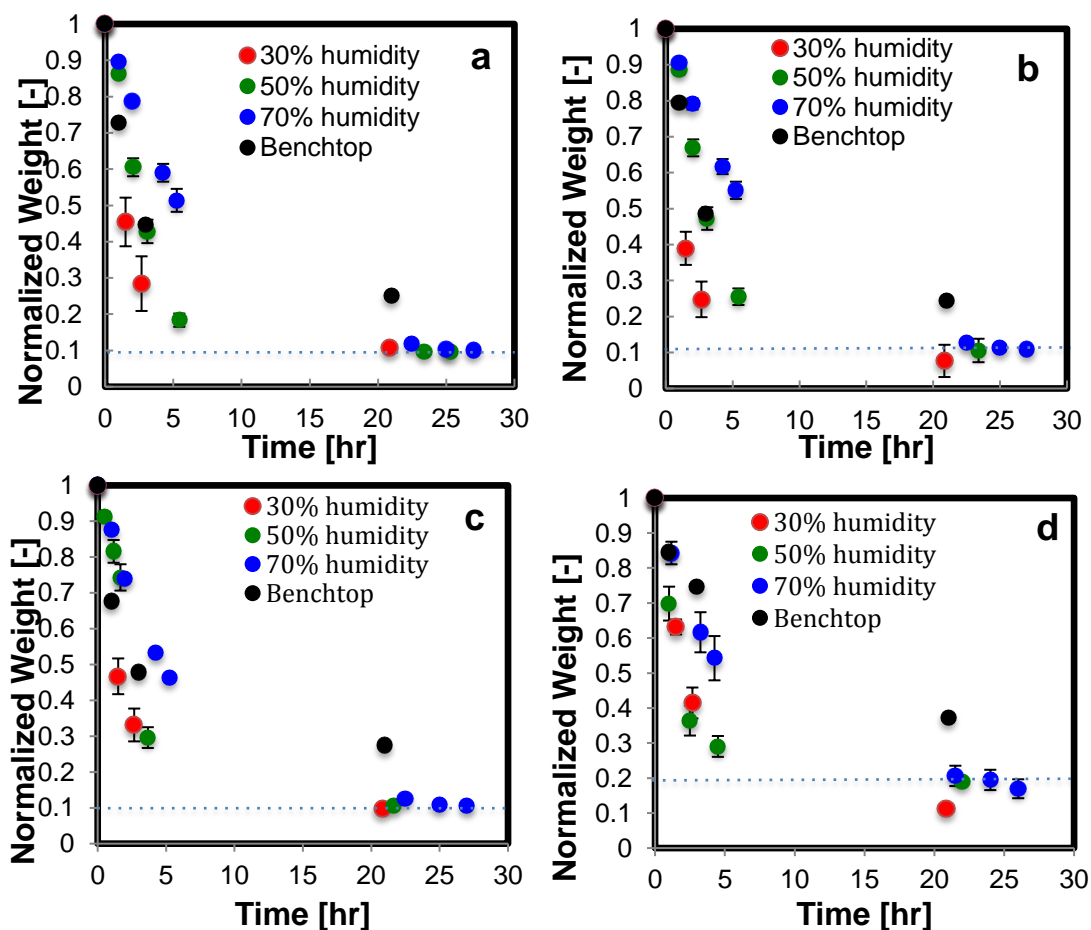 a
30% humidity
50% humidity
70% humidity
Benchtop
Normalized Weight [-]
1
0.9
0.8
0.7
0.6
0.5
0.4
0.3
0.2
0.1
0
0 5 10 15 20 25 30
Time [hr]
b
30% humidity
50% humidity
70% humidity
Benchtop
Normalized Weight [-]
1
0.9
0.8
0.7
0.6
0.5
0.4
0.3
0.2
0.1
0
0 5 10 15 20 25 30
Time [hr]
c
30% humidity
50% humidity
70% humidity
Benchtop
Normalized Weight [-]
1
0.9
0.8
0.7
0.6
0.5
0.4
0.3
0.2
0.1
0
0 5 10 15 20 25 30
Time [hr]
d
30% humidity
50% humidity
70% humidity
Benchtop
Normalized Weight [-]
1
0.9
0.8
0.7
0.6
0.5
0.4
0.3
0.2
0.1
0
0 5 10 15 20 25 30
Time [hr]